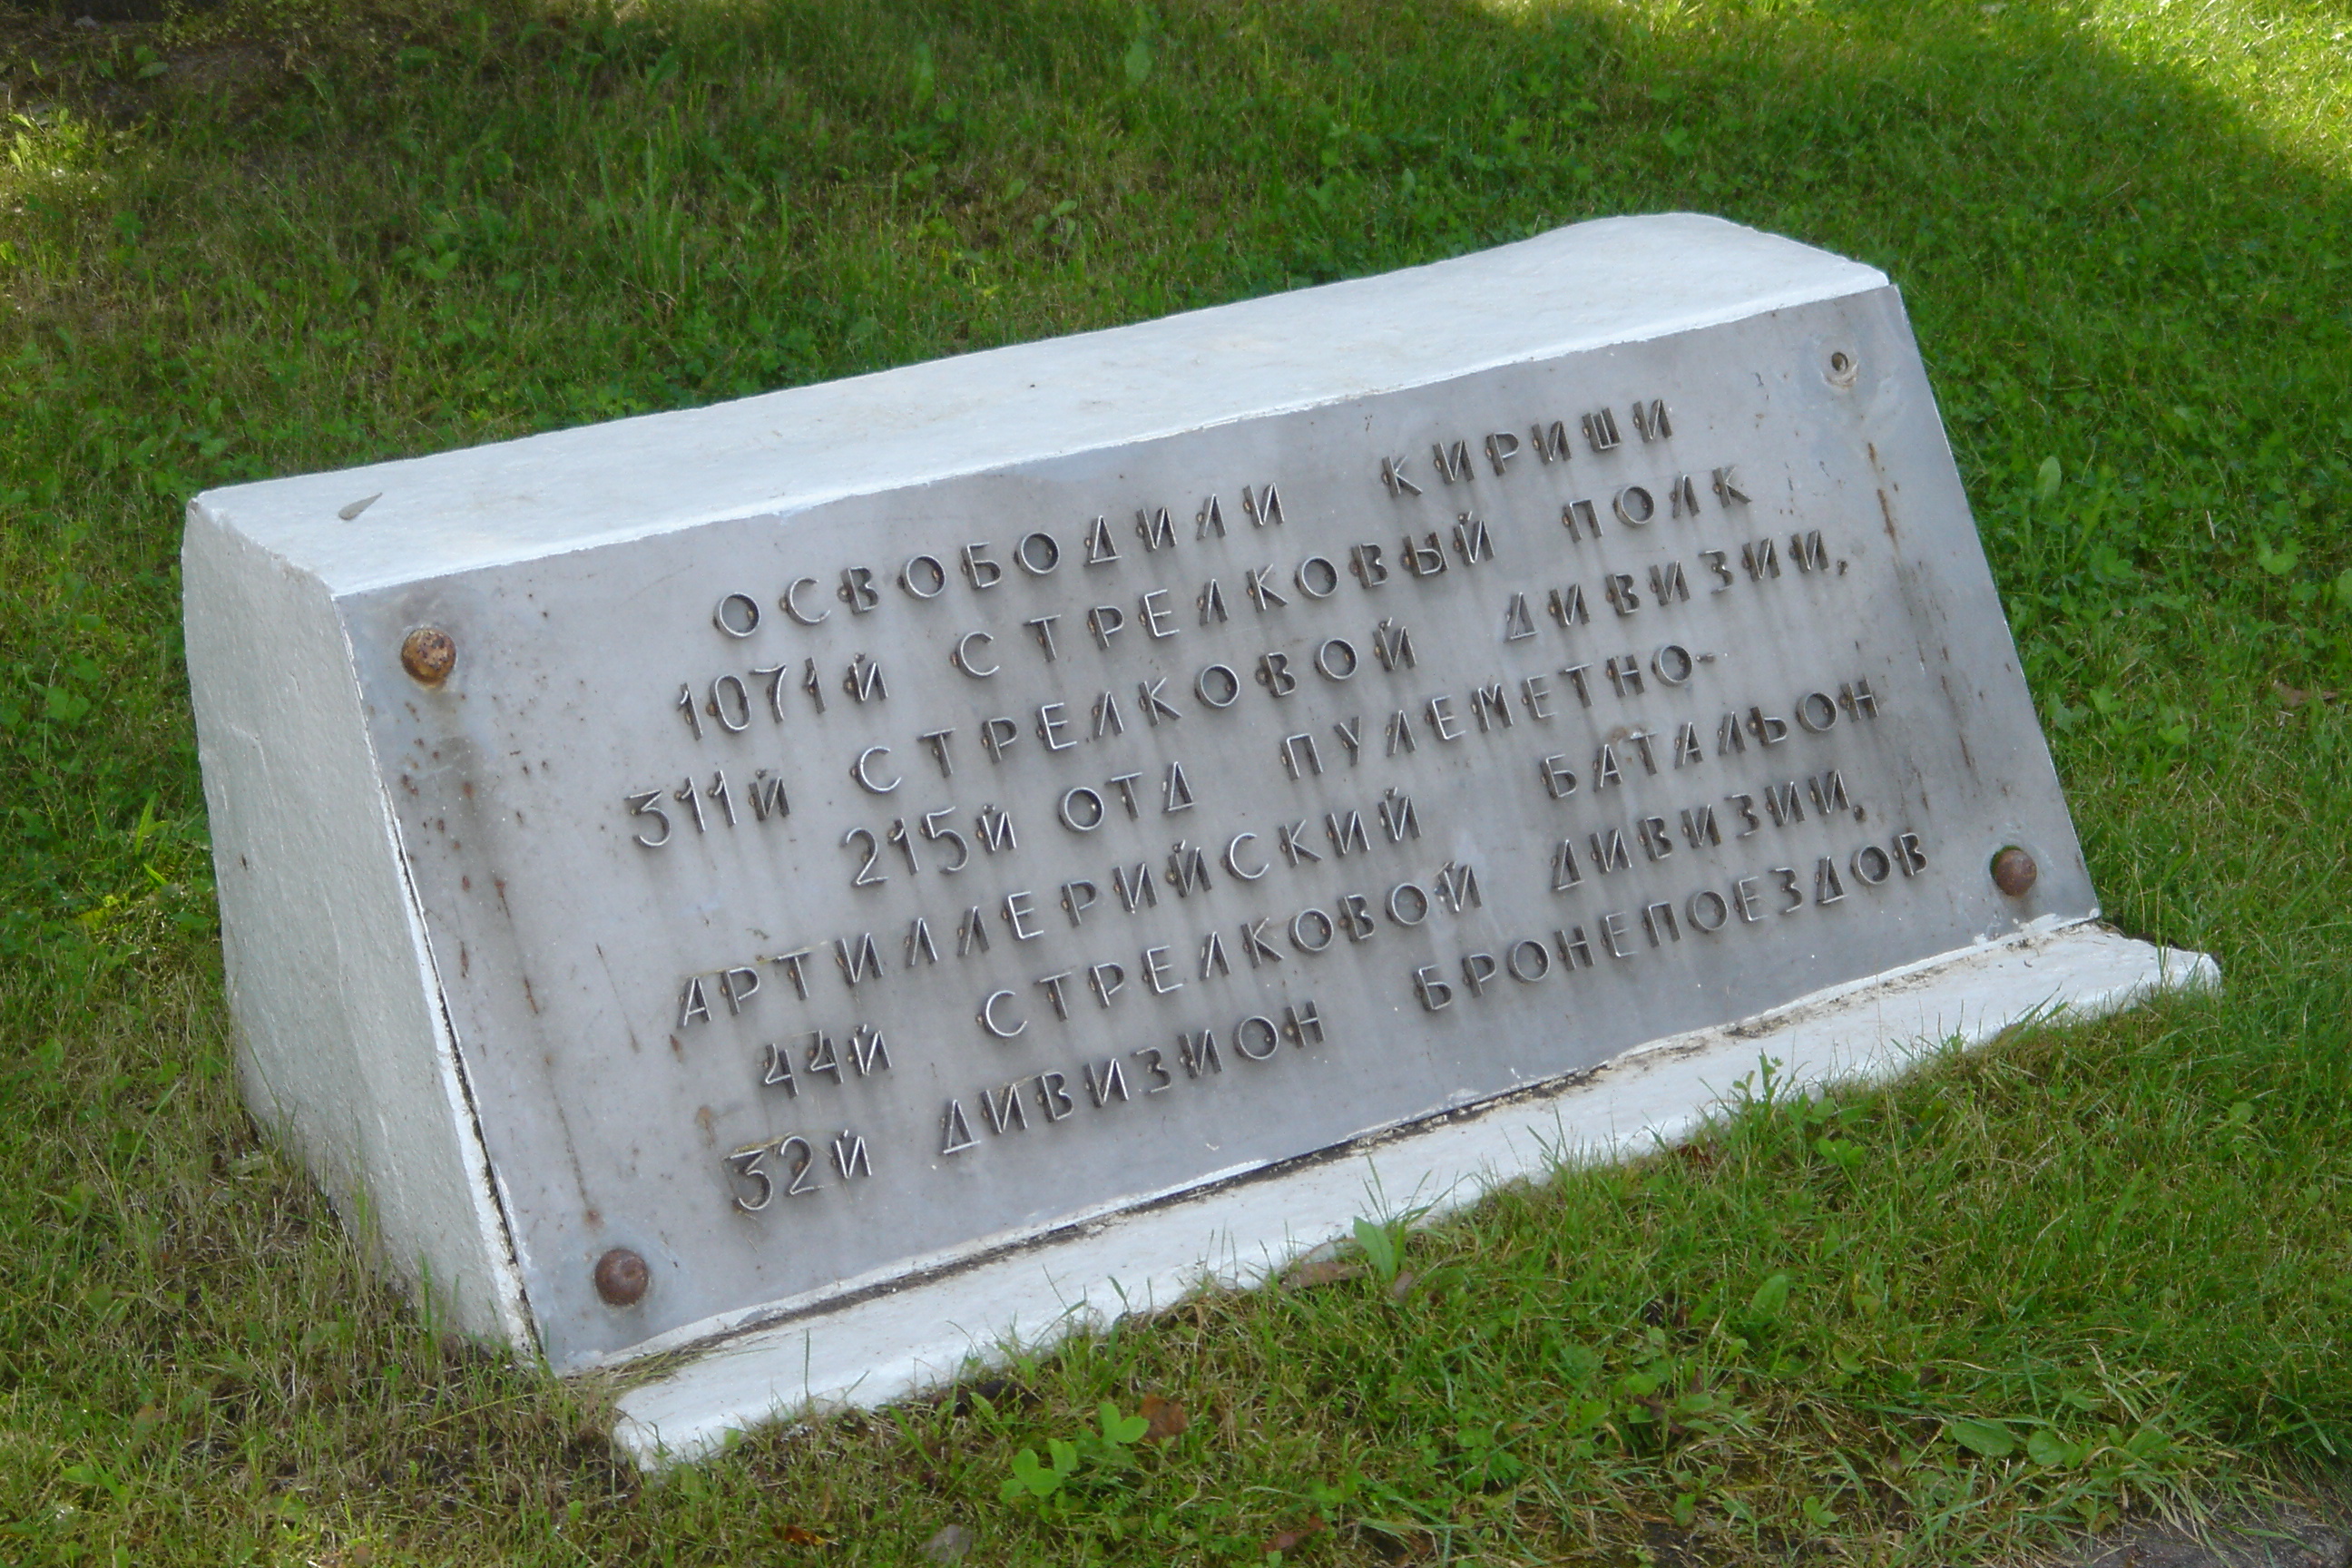 ОСВОБОДИЛИ КИРИШИ
1071Й СТРЕЛКОВЫЙ ПОЛК
311Й СТРЕЛКОВОЙ ДИВИЗИИ,
215Й ОТД ПУЛЕМЕТНО-
АРТИЛЛЕРИЙСКИЙ БАТАЛЬОН
44Й СТРЕЛКОВОЙ ДИВИЗИИ,
32Й ДИВИЗИОН БРОНЕПОЕЗДОВ